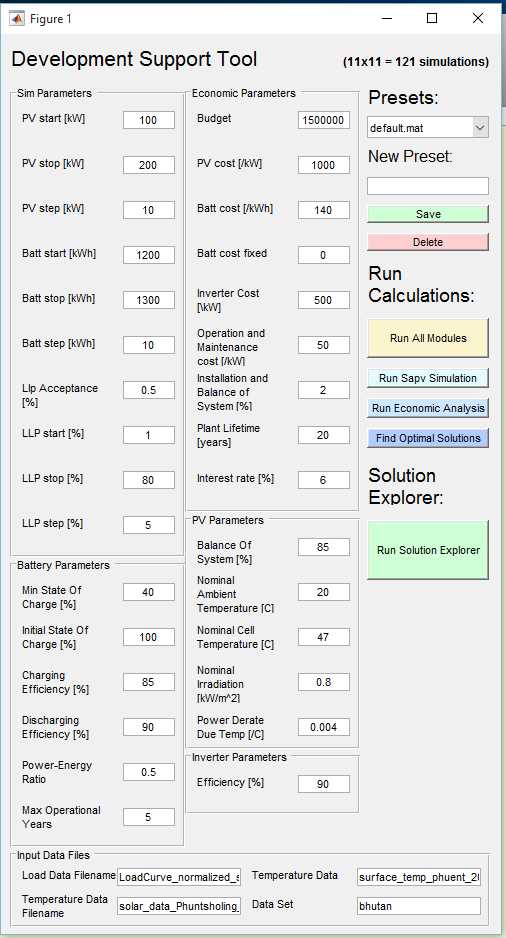 Figure 1
Development Support Tool
(11x11 = 121 simulations)
Sim Parameters
PV start [kW] 100
PV stop [kW] 200
PV step [kW] 10
Batt start [kWh] 1200
Batt stop [kWh] 1300
Batt step [kWh] 10
Llp Acceptance
[%] 0.5
LLP start [%] 1
LLP stop [%] 80
LLP step [%] 5
Battery Parameters
Min State Of
Charge [%] 40
Initial State Of
Charge [%] 100
Charging
Efficiency [%] 85
Discharging
Efficiency [%] 90
Power-Energy
Ratio 0.5
Max Operational
Years 5
Economic Parameters
Budget 1500000
PV cost [/kW] 1000
Batt cost [/kWh] 140
Batt cost fixed 0
Inverter Cost
[\kW] 500
Operation and
Maintenance
cost [/kW] 50
Installation and
Balance of
System [%] 2
Plant Lifetime
[years] 20
Interest rate [%] 6
PV Parameters
Balance Of
System [%] 85
Nominal
Ambient
Temperature [C] 20
Nominal Cell
Temperature [C] 47
Nominal
Irradiation
[kW/m^2] 0.8
Power Derate
Due Temp [/C] 0.004
Inverter Parameters
Efficiency [%] 90
Presets:
default.mat
New Preset:
Save
Delete
Run
Calculations:
Run All Modules
Run Sapv Simulation
Run Economic Analysis
Find Optimal Solutions
Solution
Explorer:
Run Solution Explorer
Input Data Files
Load Data Filename LoadCurve_normalized_s
Temperature Data surface_temp_phuent_20
Temperature Data
Filename solar_data_Phuntsholing_
Data Set bhutan